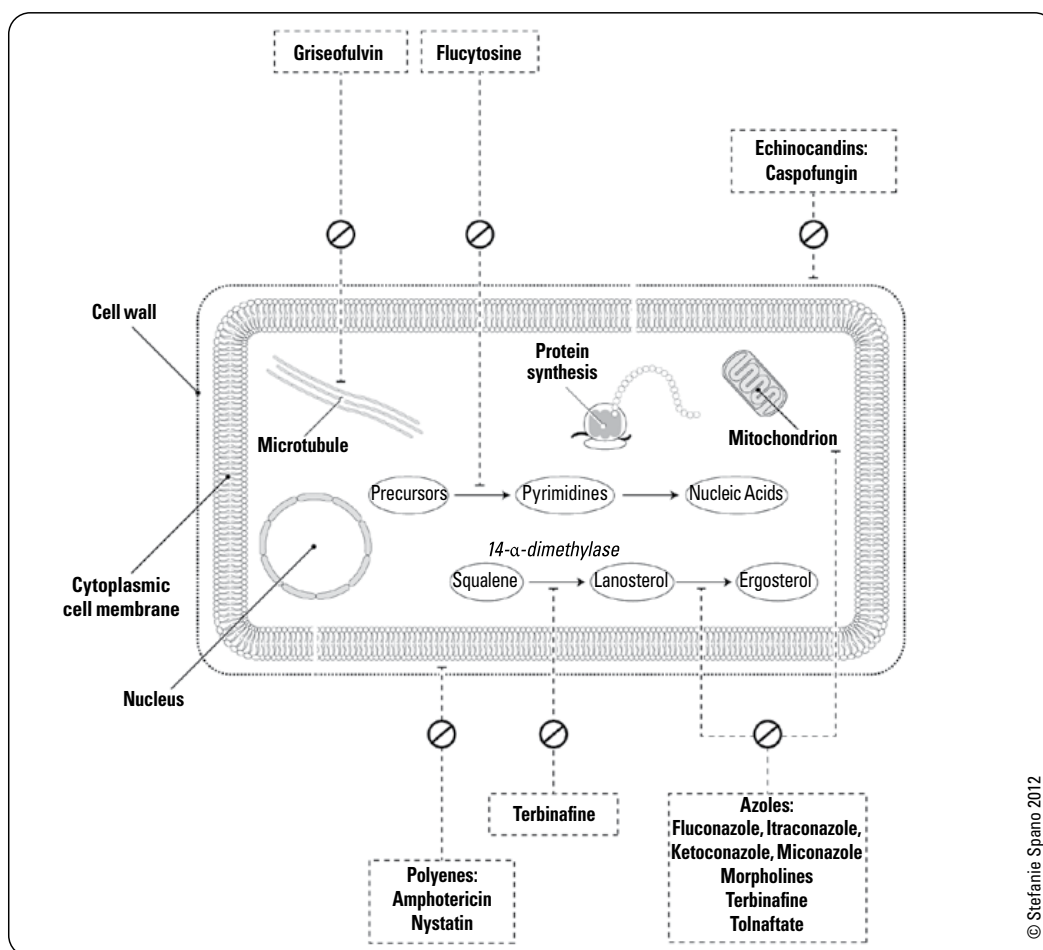 Griseofulvin
Flucytosine
Echinocandins:
Caspofungin
Cell wall
Protein
synthesis
Microtubule
Mitochondrion
Precursors
Pyrimidines
Nucleic Acids
14-α-dimethylase
Squalene
Lanosterol
Ergosterol
Cytoplasmic
cell membrane
Nucleus
Terbinafine
Polyenes:
Amphotericin
Nystatin
Azoles:
Fluconazole, Itraconazole,
Ketoconazole, Miconazole
Morpholines
Terbinafine
Tolnaftate
© Stefanie Spano 2012